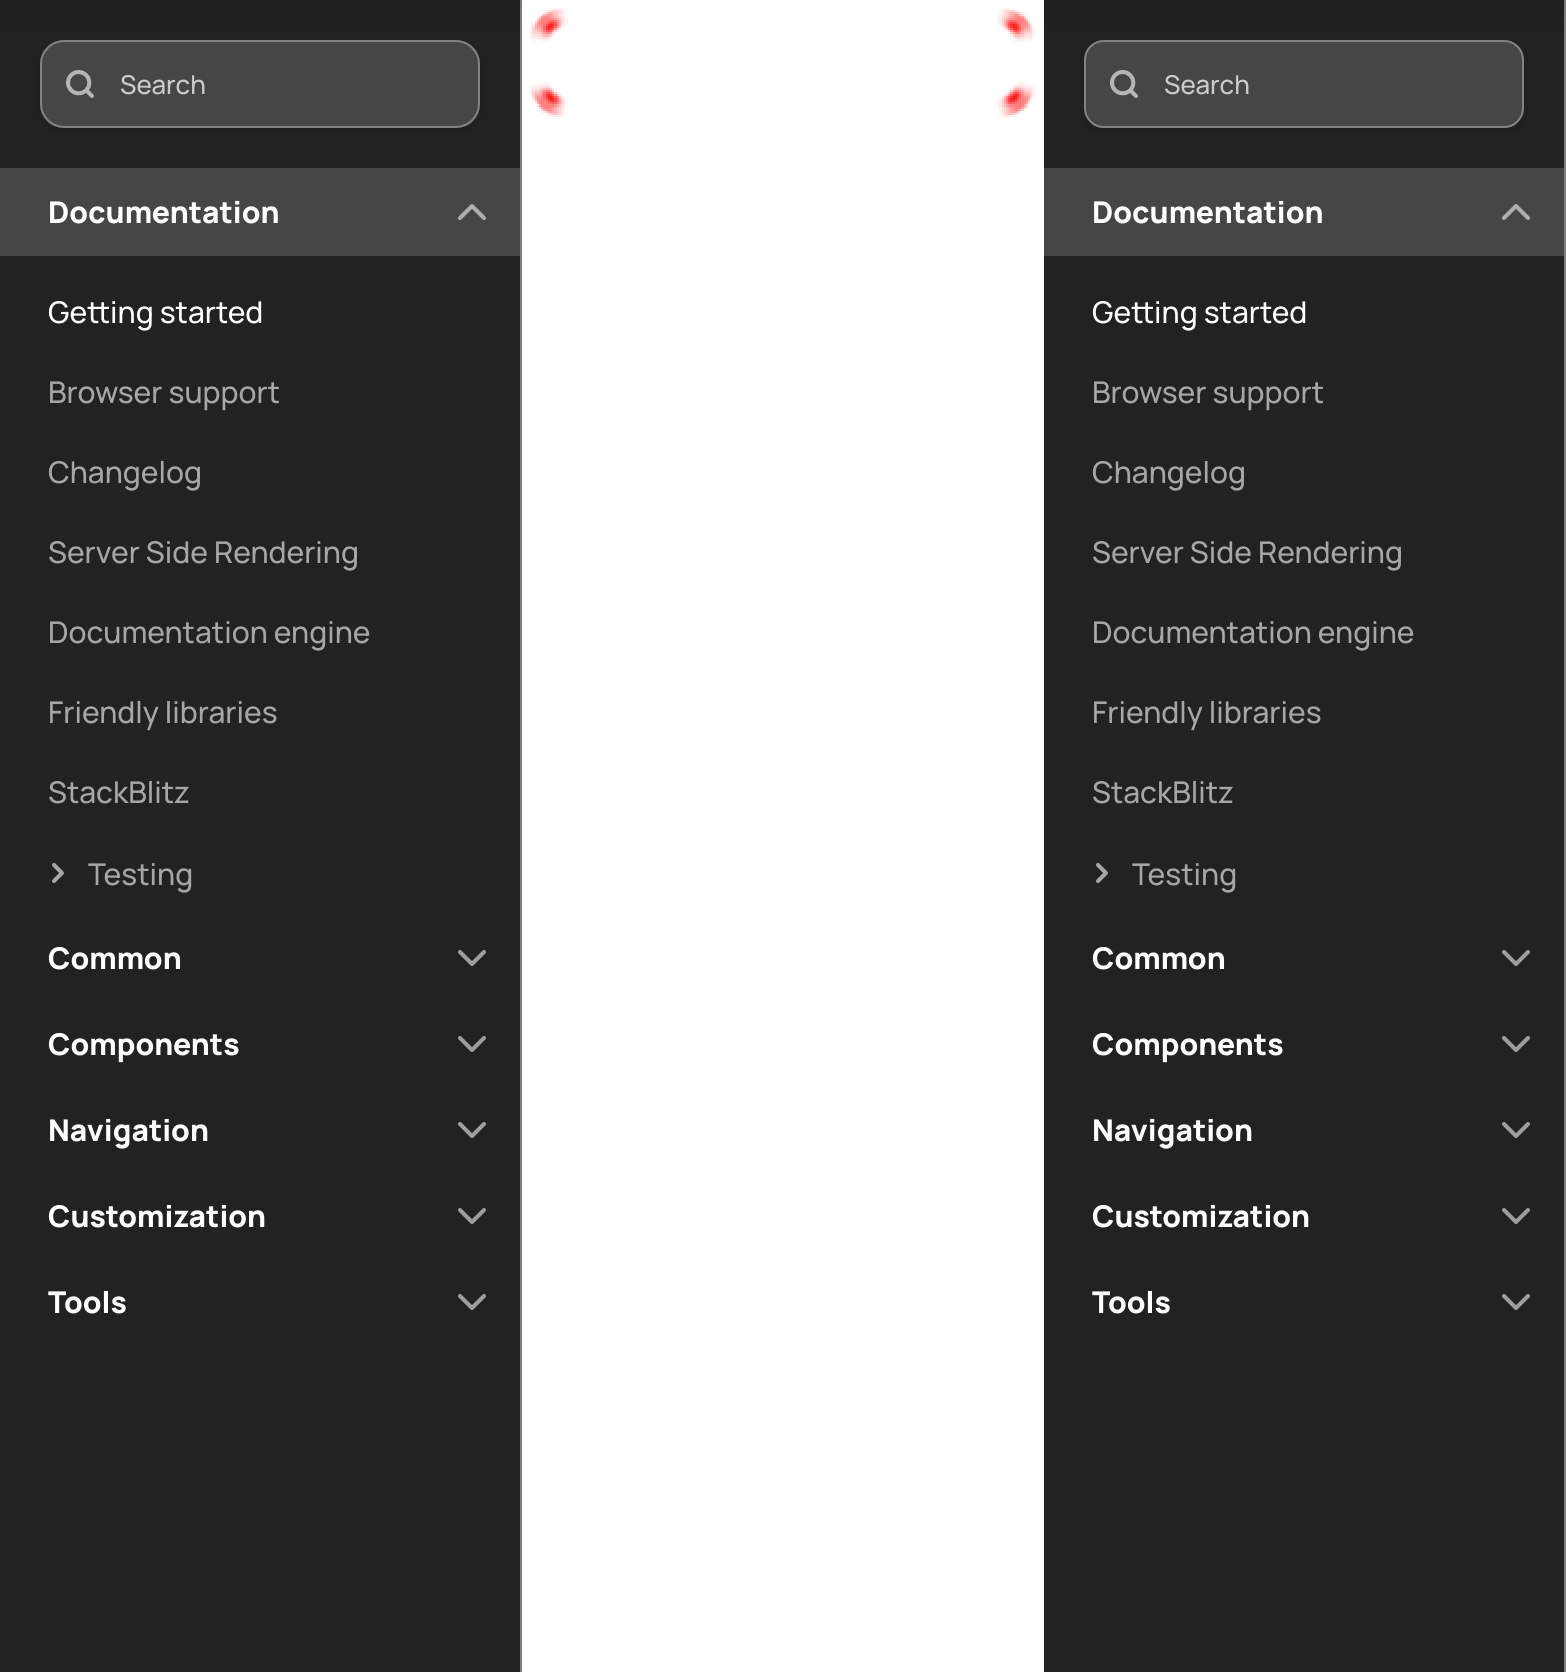 Search
Documentation
Getting started
Browser support
Changelog
Server Side Rendering
Documentation engine
Friendly libraries
StackBlitz
Testing
Common
Components
Navigation
Customization
Tools
Search
Documentation
Getting started
Browser support
Changelog
Server Side Rendering
Documentation engine
Friendly libraries
StackBlitz
Testing
Common
Components
Navigation
Customization
Tools